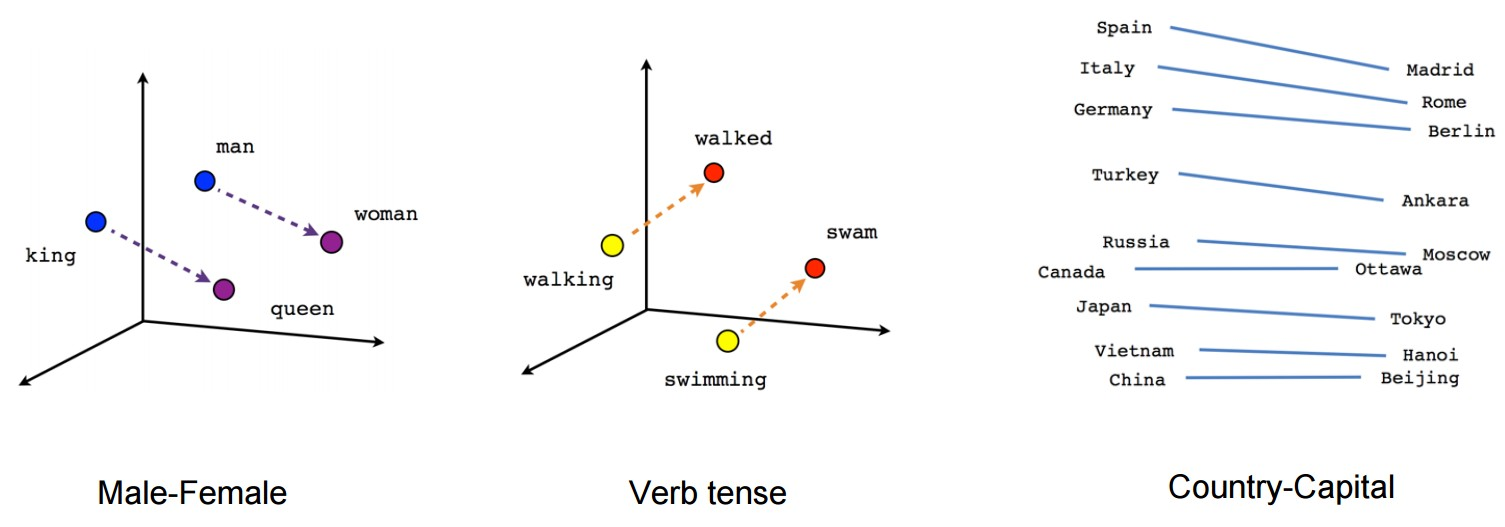 man
woman
king
queen
Male-Female
walked
swam
walking
swimming
Verb tense
Spain
Madrid
Italy
Rome
Germany
Berlin
Turkey
Ankara
Russia
Moscow
Canada
Ottawa
Japan
Tokyo
Vietnam
Hanoi
China
Beijing
Country-Capital